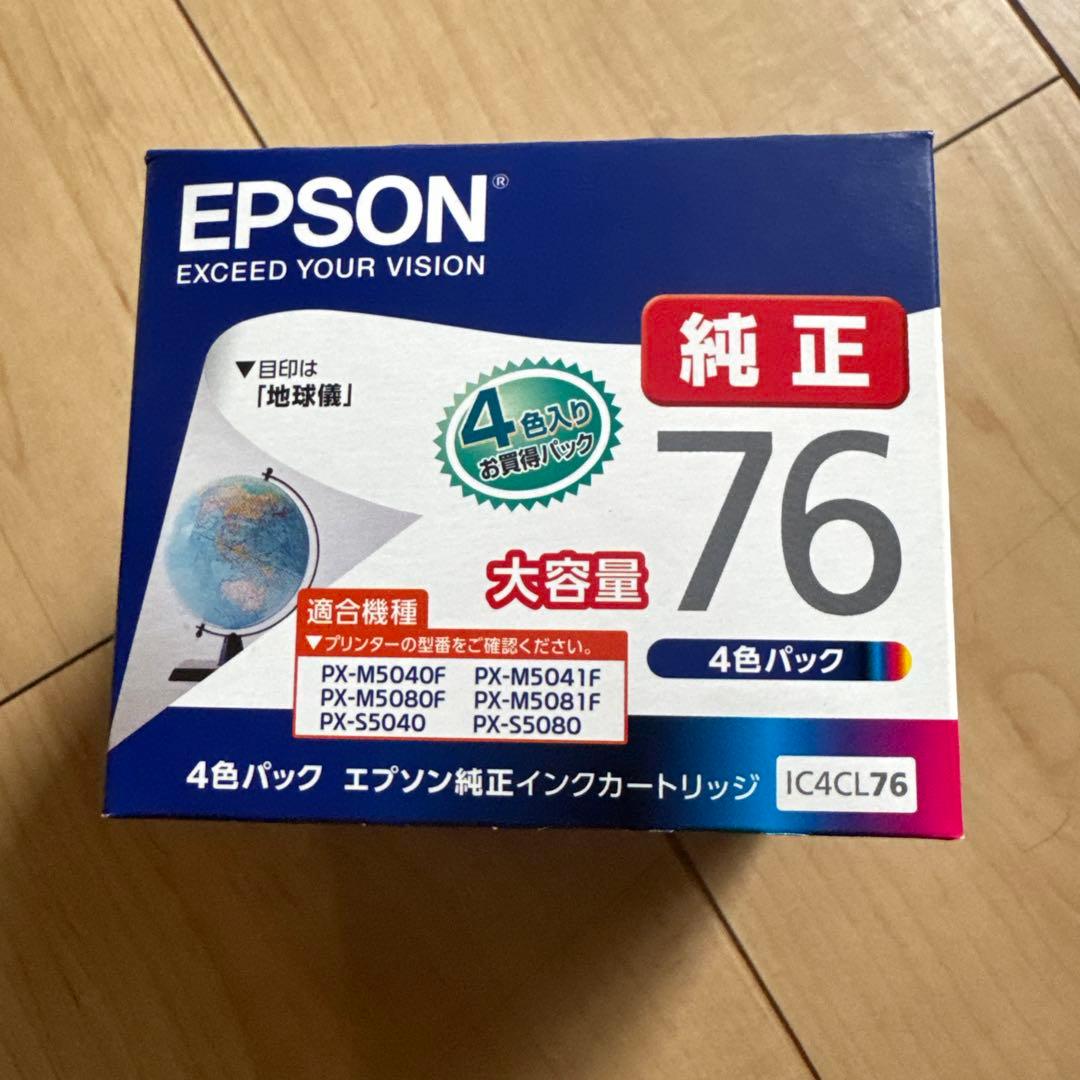 EPSON®
EXCEED YOUR VISION
純正
▼目印は
「地球儀」
4色入り
お買得パック
76
大容量
4色パック
適合機種
▼プリンターの型番をご確認ください。
PX-M5040F PX-M5041F
PX-M5080F PX-M5081F
PX-S5040 PX-S5080
4色パック エプソン純正インクカートリッジ IC4CL76